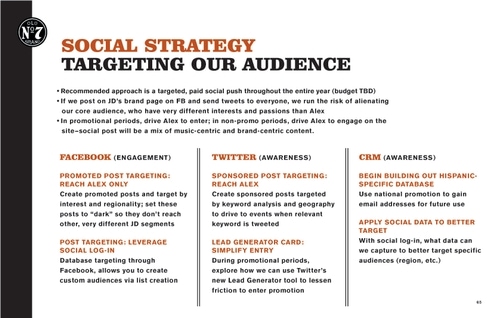 OLD
Nº7
BRAND
SOCIAL STRATEGY
TARGETING OUR AUDIENCE
• Recommended approach is a targeted, paid social push throughout the entire year (budget TBD)
• If we post on JD's brand page on FB and send tweets to everyone, we run the risk of alienating
our core audience, who have very different interests and passions than Alex
• In promotional periods, drive Alex to enter; in non-promo periods, drive Alex to engage on the
site–social post will be a mix of music-centric and brand-centric content.
FACEBOOK (ENGAGEMENT)
PROMOTED POST TARGETING:
REACH ALEX ONLY
Create promoted posts and target by
interest and regionality; set these
posts to "dark" so they don't reach
other, very different JD segments
POST TARGETING: LEVERAGE
SOCIAL LOG-IN
Database targeting through
Facebook, allows you to create
custom audiences via list creation
TWITTER (AWARENESS)
SPONSORED POST TARGETING:
REACH ALEX
Create sponsored posts targeted
by keyword analysis and geography
to drive to events when relevant
keyword is tweeted
LEAD GENERATOR CARD:
SIMPLIFY ENTRY
During promotional periods,
explore how we can use Twitter's
new Lead Generator tool to lessen
friction to enter promotion
CRM (AWARENESS)
BEGIN BUILDING OUT HISPANIC-
SPECIFIC DATABASE
Use national promotion to gain
email addresses for future use
APPLY SOCIAL DATA TO BETTER
TARGET
With social log-in, what data can
we capture to better target specific
audiences (region, etc.)